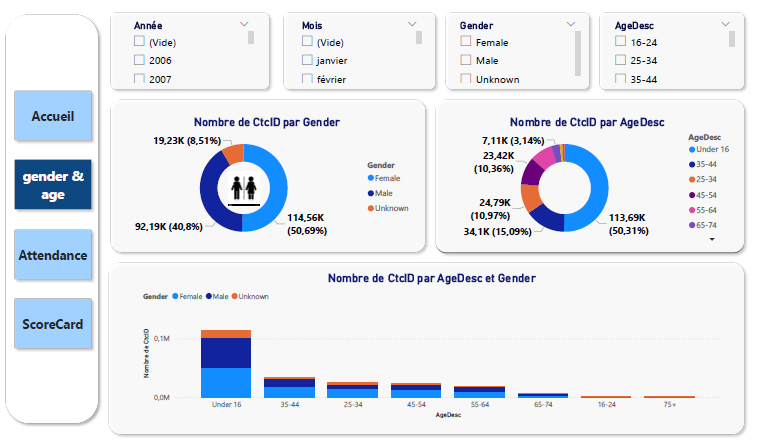 Année
(Vide)
2006
2007
Mois
(Vide)
janvier
février
Gender
Female
Male
Unknown
AgeDesc
16-24
25-34
35-44
Accueil
gender &
age
Attendance
ScoreCard
Nombre de CtcID par Gender
19,23K (8,51%)
92,19K (40,8%)
114,56K
(50,69%)
Gender
Female
Male
Unknown
Nombre de CtcID par AgeDesc
7,11K (3,14%)
23,42K
(10,36%)
24,79K
(10,97%)
34,1K (15,09%)
113,69K
(50,31%)
AgeDesc
Under 16
35-44
25-34
45-54
55-64
65-74
Nombre de CtcID par AgeDesc et Gender
Gender Female Male Unknown
Nombre de CtcID
0,1M
0,0M
Under 16 35-44 25-34 45-54 55-64 65-74 16-24 75+
AgeDesc